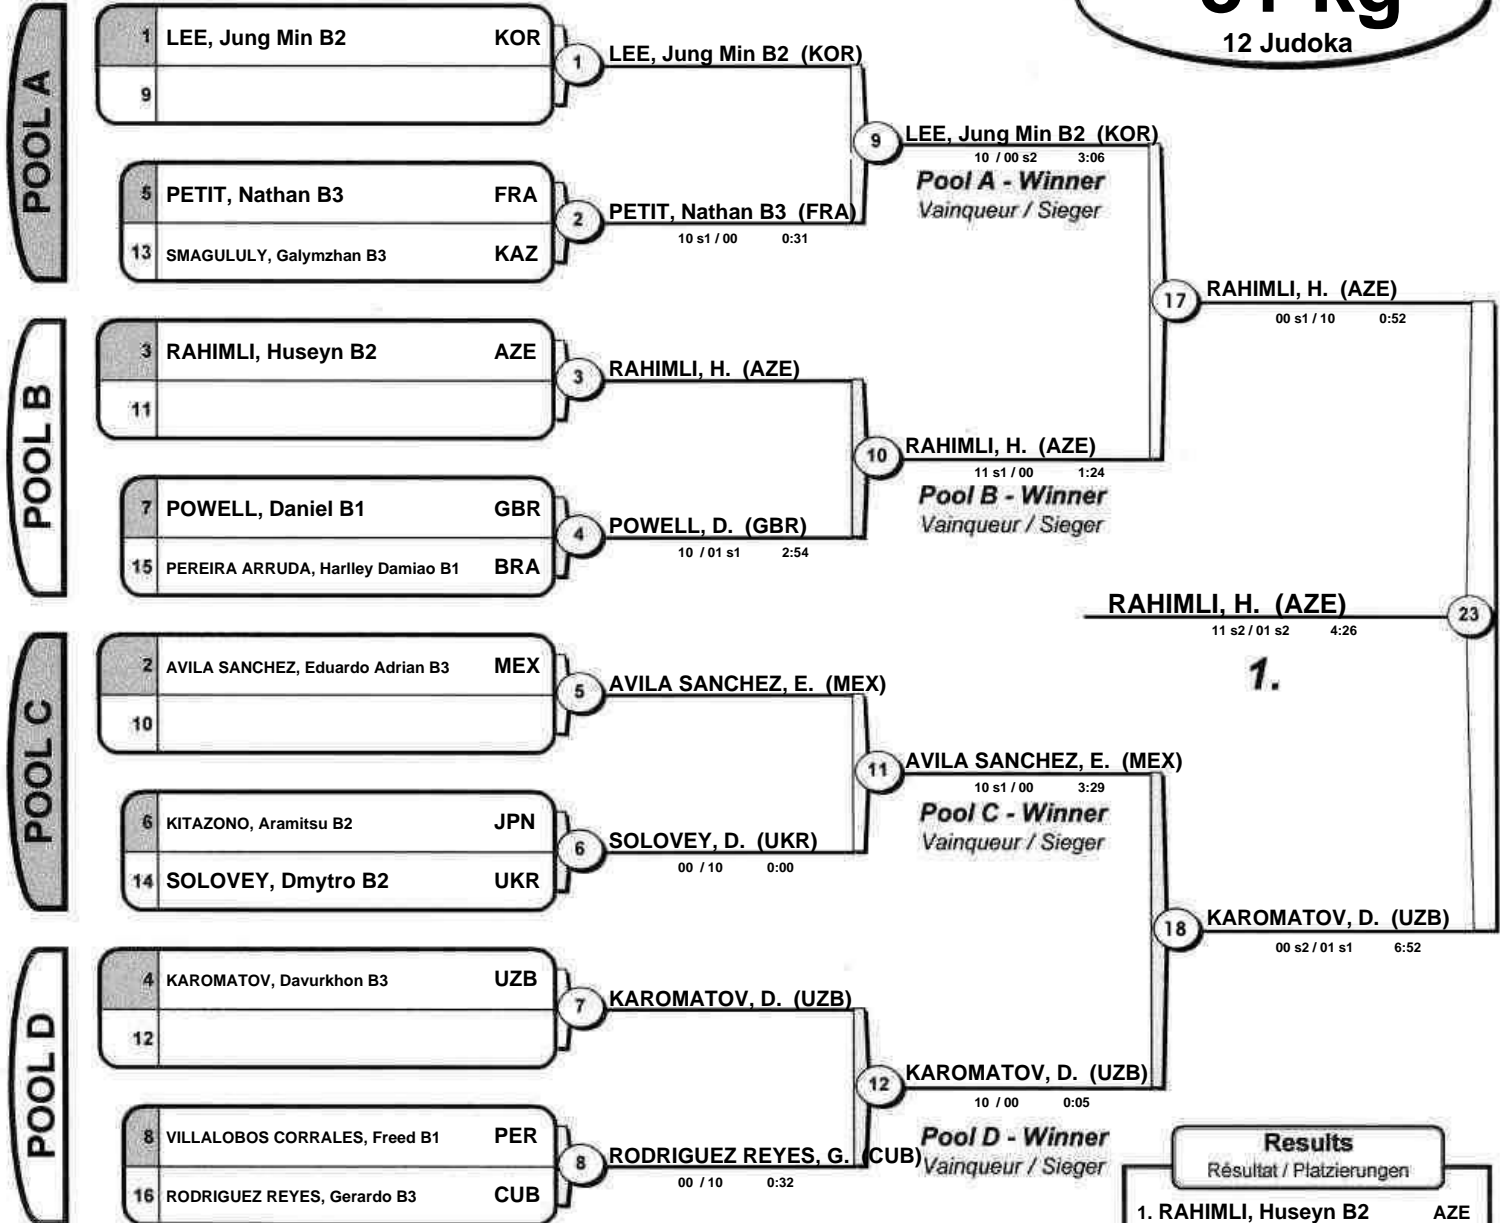 12 Judoka
POOL A
1 LEE, Jung Min B2 KOR
9
1
LEE, Jung Min B2 (KOR)
5 PETIT, Nathan B3 FRA
13 SMAGULULY, Galymzhan B3 KAZ
2
PETIT, Nathan B3 (FRA)
10 s1 / 00 0:31
9
LEE, Jung Min B2 (KOR)
10 / 00 s2 3:06
Pool A - Winner
Vainqueur / Sieger
POOL B
3 RAHIMLI, Huseyn B2 AZE
11
3
RAHIMLI, H. (AZE)
7 POWELL, Daniel B1 GBR
15 PEREIRA ARRUDA, Harlley Damiao B1 BRA
4
POWELL, D. (GBR)
10 / 01 s1 2:54
10
RAHIMLI, H. (AZE)
11 s1 / 00 1:24
Pool B - Winner
Vainqueur / Sieger
17
RAHIMLI, H. (AZE)
00 s1 / 10 0:52
POOL C
2 AVILA SANCHEZ, Eduardo Adrian B3 MEX
10
5
AVILA SANCHEZ, E. (MEX)
6 KITAZONO, Aramitsu B2 JPN
14 SOLOVEY, Dmytro B2 UKR
6
SOLOVEY, D. (UKR)
00 / 10 0:00
11
AVILA SANCHEZ, E. (MEX)
10 s1 / 00 3:29
Pool C - Winner
Vainqueur / Sieger
POOL D
4 KAROMATOV, Davurkhon B3 UZB
12
7
KAROMATOV, D. (UZB)
8 VILLALOBOS CORRALES, Freed B1 PER
16 RODRIGUEZ REYES, Gerardo B3 CUB
8
RODRIGUEZ REYES, G. (CUB)
00 / 10 0:32
12
KAROMATOV, D. (UZB)
10 / 00 0:05
Pool D - Winner
Vainqueur / Sieger
18
KAROMATOV, D. (UZB)
00 s2 / 01 s1 6:52
23
RAHIMLI, H. (AZE)
11 s2 / 01 s2 4:26
1.
Results
Résultat / Platzierungen
1. RAHIMLI, Huseyn B2 AZE